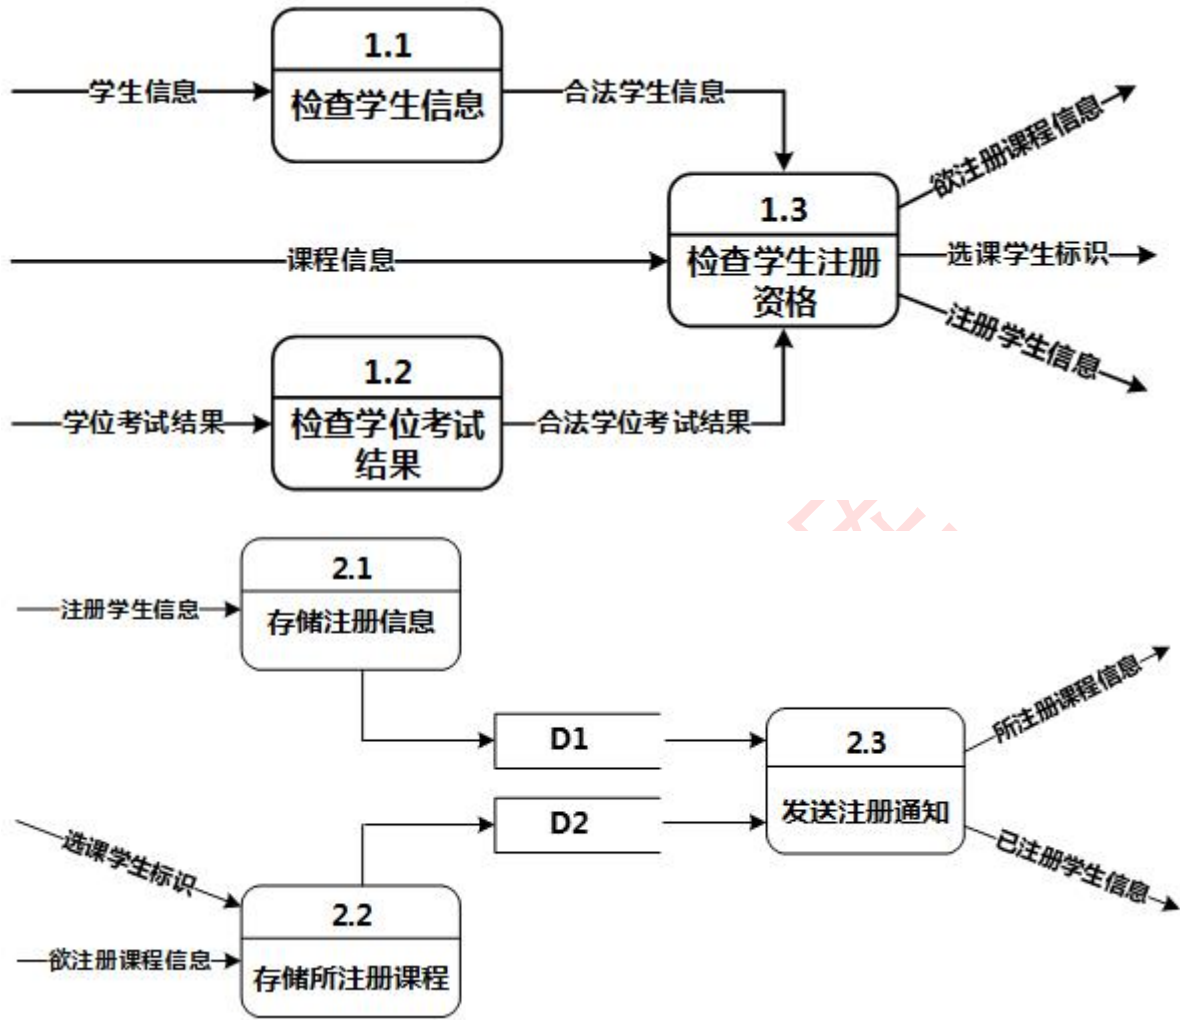 1.1
学生信息
检查学生信息
合法学生信息
欲注册课程信息
1.3
课程信息
检查学生注册
资格
选课学生标识
注册学生信息
1.2
学位考试结果
检查学位考试
结果
合法学位考试结果
2.1
注册学生信息
存储注册信息
D1
2.3
所注册课程信息
发送注册通知
D2
已注册学生信息
选课学生标识
2.2
欲注册课程信息
存储所注册课程